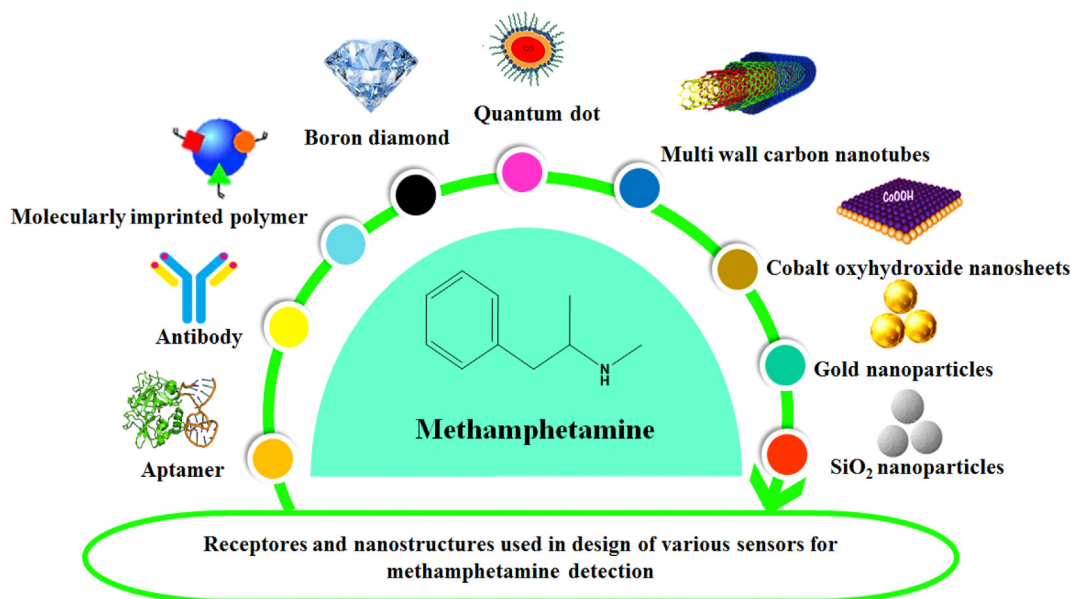 QD
Quantum dot
Boron diamond
Multi wall carbon nanotubes
Molecularly imprinted polymer
CoOOH
Cobalt oxyhydroxide nanosheets
Antibody
Gold nanoparticles
Aptamer
SiO₂ nanoparticles
N
H
Methamphetamine
Receptores and nanostructures used in design of various sensors for
methamphetamine detection